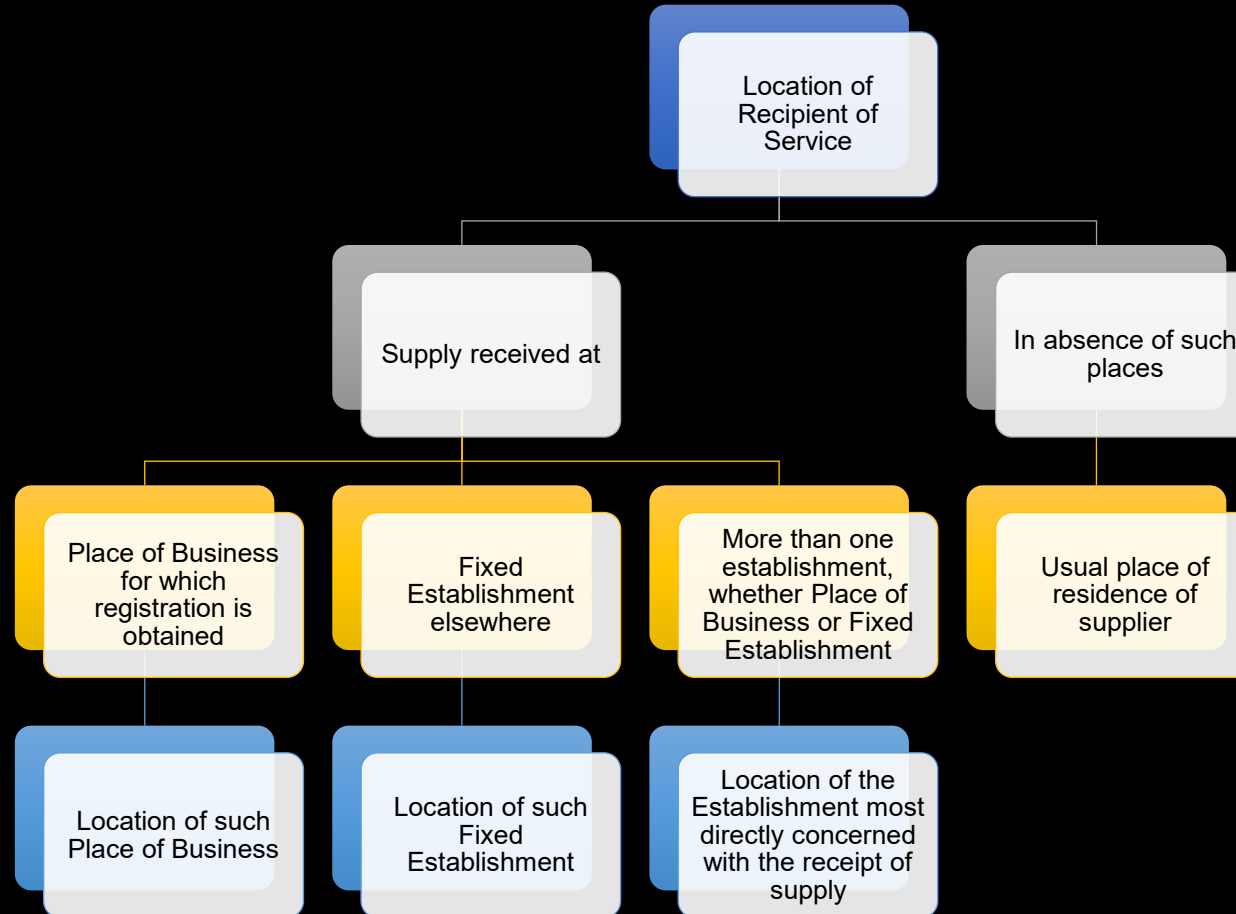 Location of
Recipient of
Service
Supply received at
In absence of such
places
Place of Business
for which
registration is
obtained
Fixed
Establishment
elsewhere
More than one
establishment,
whether Place of
Business or Fixed
Establishment
Usual place of
residence of
supplier
Location of such
Place of Business
Location of such
Fixed
Establishment
Location of the
Establishment most
directly concerned
with the receipt of
supply